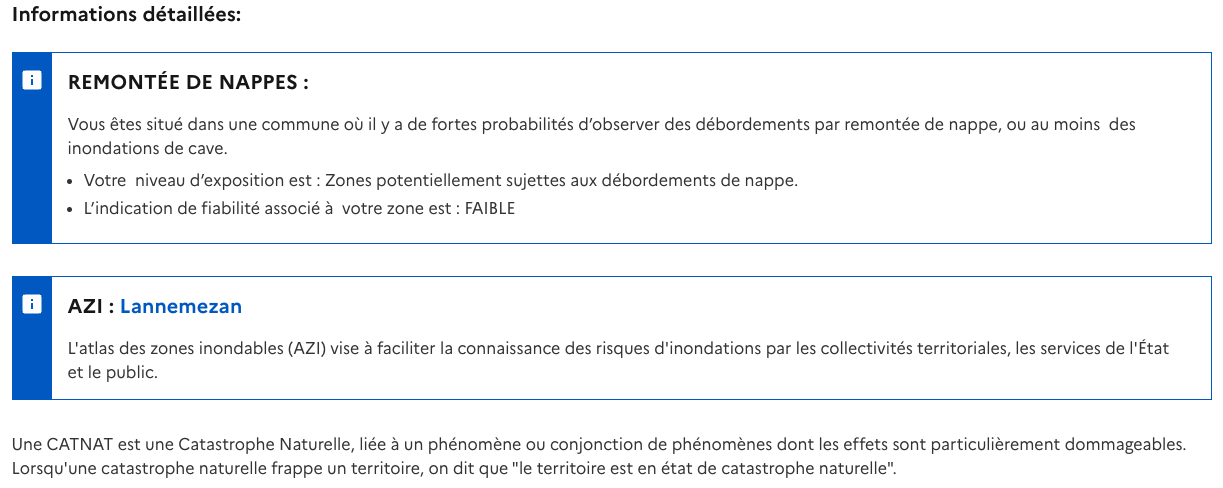 Informations détaillées:
REMONTÉE DE NAPPES :
Vous êtes situé dans une commune où il y a de fortes probabilités d’observer des débordements par remontée de nappe, ou au moins  des
inondations de cave.
• Votre  niveau d’exposition est : Zones potentiellement sujettes aux débordements de nappe.
• L’indication de fiabilité associé à  votre zone est : FAIBLE
AZI : Lannemezan
L'atlas des zones inondables (AZI) vise à faciliter la connaissance des risques d'inondations par les collectivités territoriales, les services de l'État
et le public.
Une CATNAT est une Catastrophe Naturelle, liée à un phénomène ou conjonction de phénomènes dont les effets sont particulièrement dommageables.
Lorsqu'une catastrophe naturelle frappe un territoire, on dit que "le territoire est en état de catastrophe naturelle".